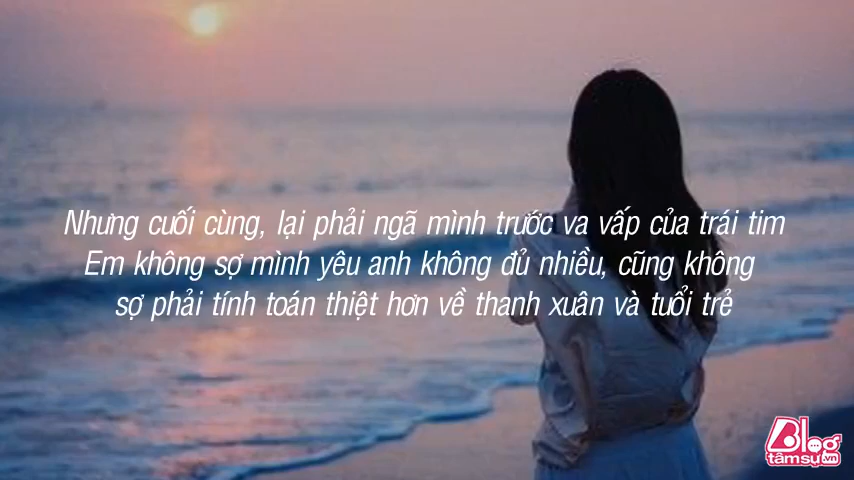 Nhưng cuối cùng, lại phải ngã mình trước va vấp của trái tim
Em không sợ mình yêu anh không đủ nhiều, cũng không
sợ phải tính toán thiệt hơn về thanh xuân và tuổi trẻ
Blog
tâmsự.vn